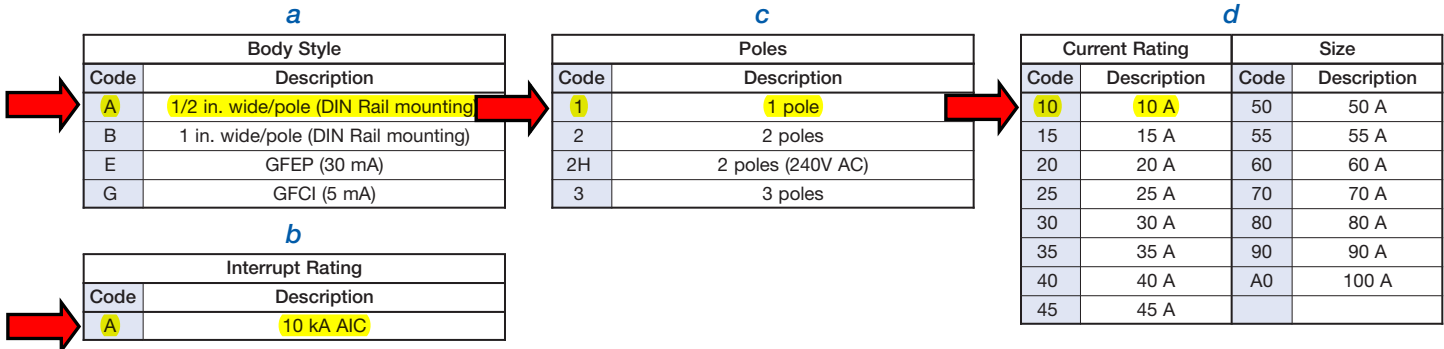 a
Body Style
Code Description
A 1/2 in. wide/pole (DIN Rail mounting)
B 1 in. wide/pole (DIN Rail mounting)
E GFEP (30 mA)
G GFCI (5 mA)
b
Interrupt Rating
Code Description
A 10 kA AIC
c
Poles
Code Description
1 1 pole
2 2 poles
2H 2 poles (240V AC)
3 3 poles
d
Current Rating Size
Code Description Code Description
10 10 A 50 50 A
15 15 A 55 55 A
20 20 A 60 60 A
25 25 A 70 70 A
30 30 A 80 80 A
35 35 A 90 90 A
40 40 A A0 100 A
45 45 A